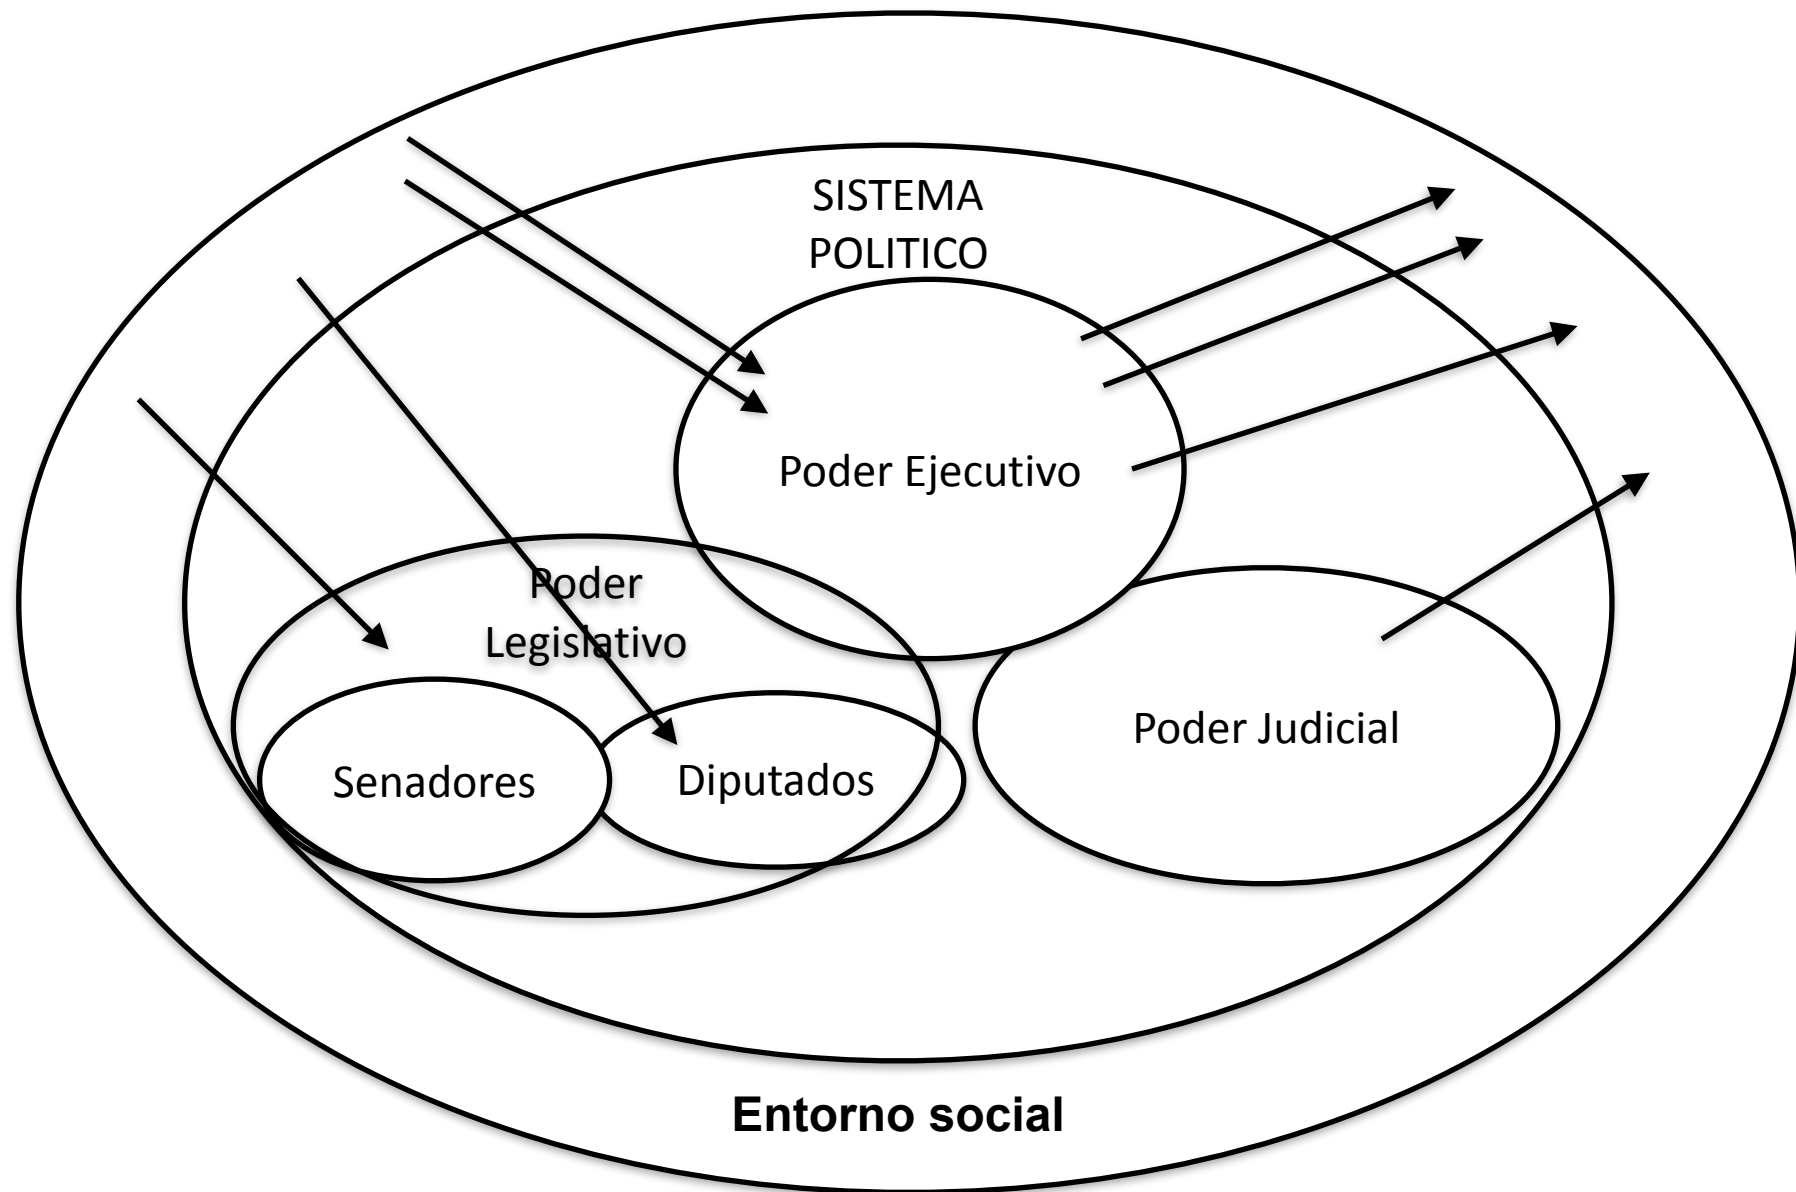 SISTEMA
POLITICO
Poder Ejecutivo
Poder
Legislativo
Senadores
Diputados
Poder Judicial
Entorno social